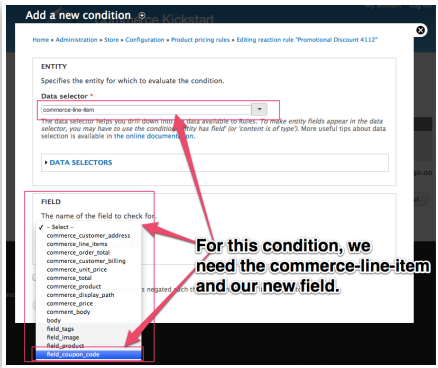 Add a new condition
Commerce Kickstart
Home » Administration » Store » Configuration » Product pricing rules » Editing reaction rule "Promotional Discount 4112"
ENTITY
Specifies the entity for which to evaluate the condition.
Data selector *
commerce-line-item
The data selector helps you drill down into the data available to Rules. To make entity fields appear in the data
selector, you may have to use the condition 'entity has field' (or 'content is of type'). More useful tips about data
selection is available in the online documentation.
DATA SELECTORS
FIELD
The name of the field to check for.
- Select -
commerce_customer_address
commerce_line_items
commerce_order_total
commerce_customer_billing
commerce_unit_price
commerce_total
commerce_product
commerce_display_path
commerce_price
comment_body
body
field_tags
field_image
field_product
field_coupon_code
For this condition, we
need the commerce-line-item
and our new field.